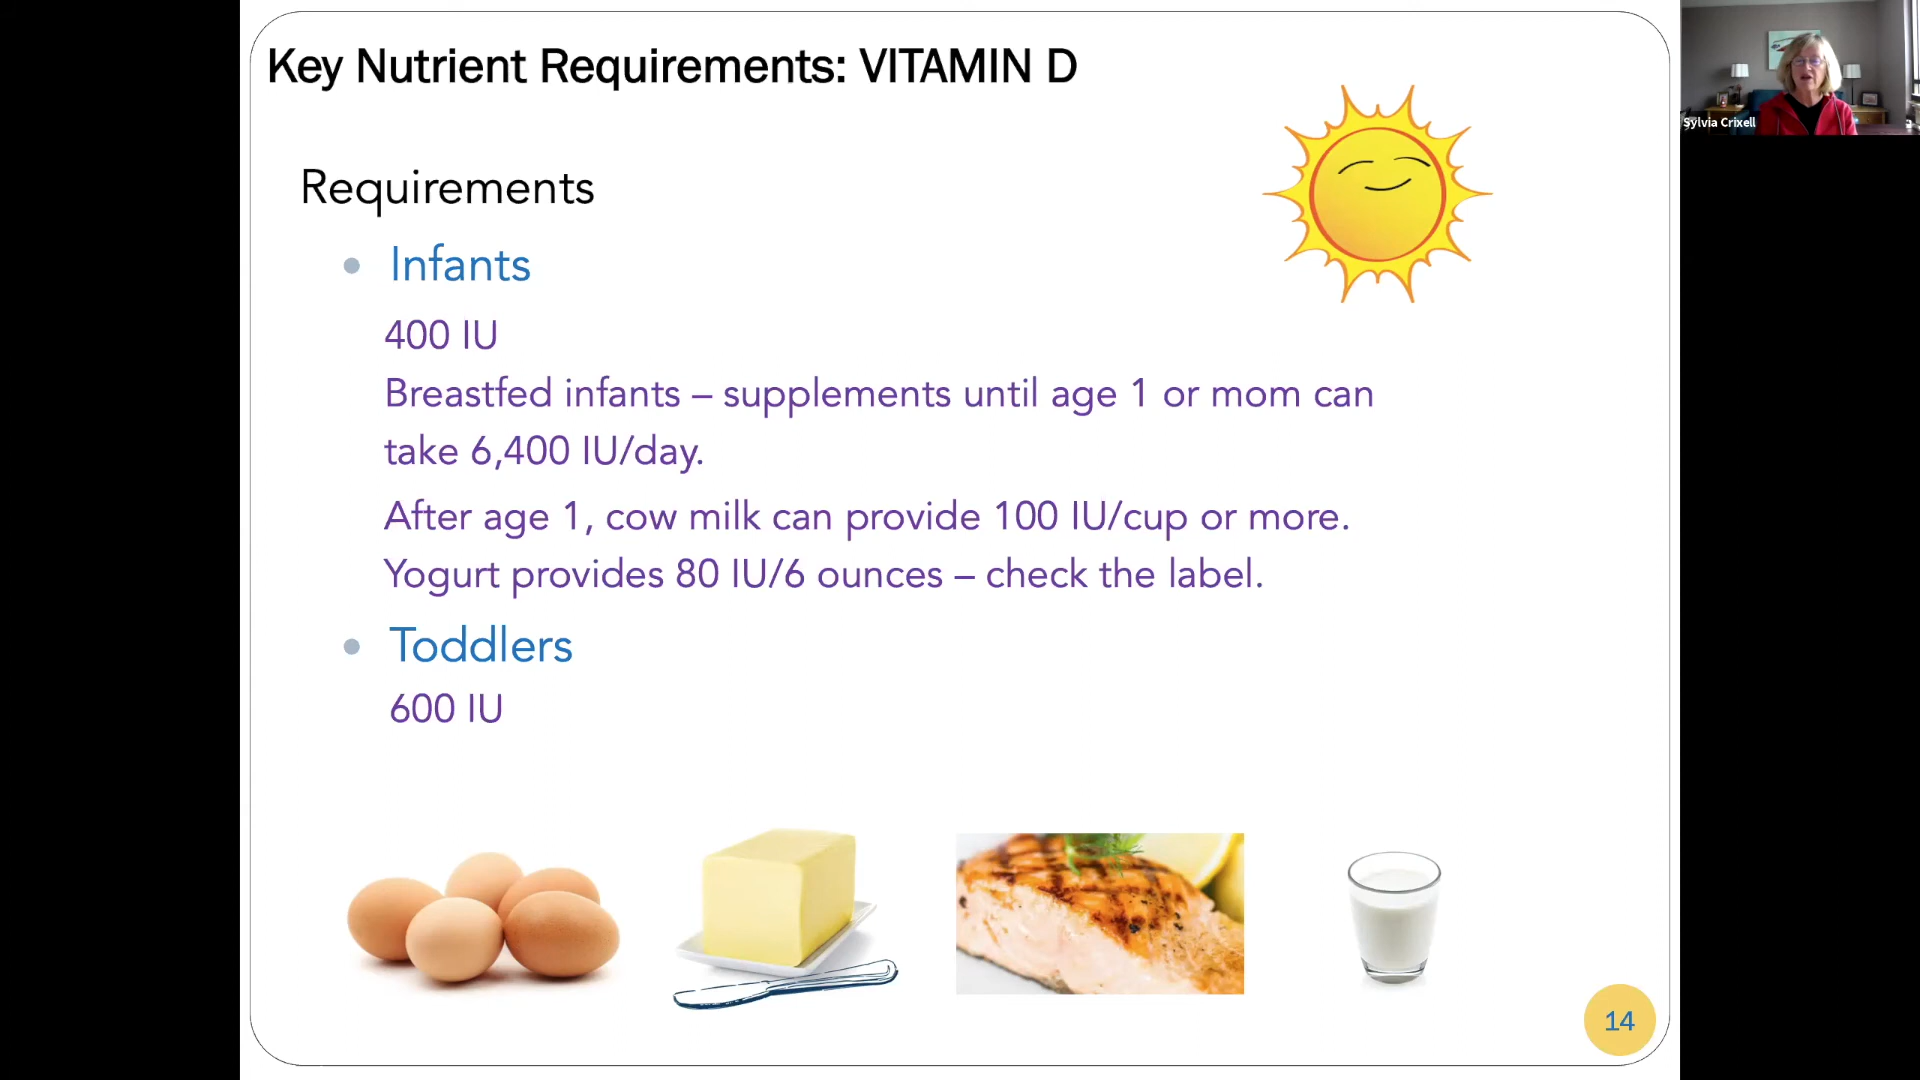 Key Nutrient Requirements: VITAMIN D
Sylvia Crixell
Requirements
• Infants
400 IU
Breastfed infants – supplements until age 1 or mom can
take 6,400 IU/day.
After age 1, cow milk can provide 100 IU/cup or more.
Yogurt provides 80 IU/6 ounces – check the label.
• Toddlers
600 IU
14